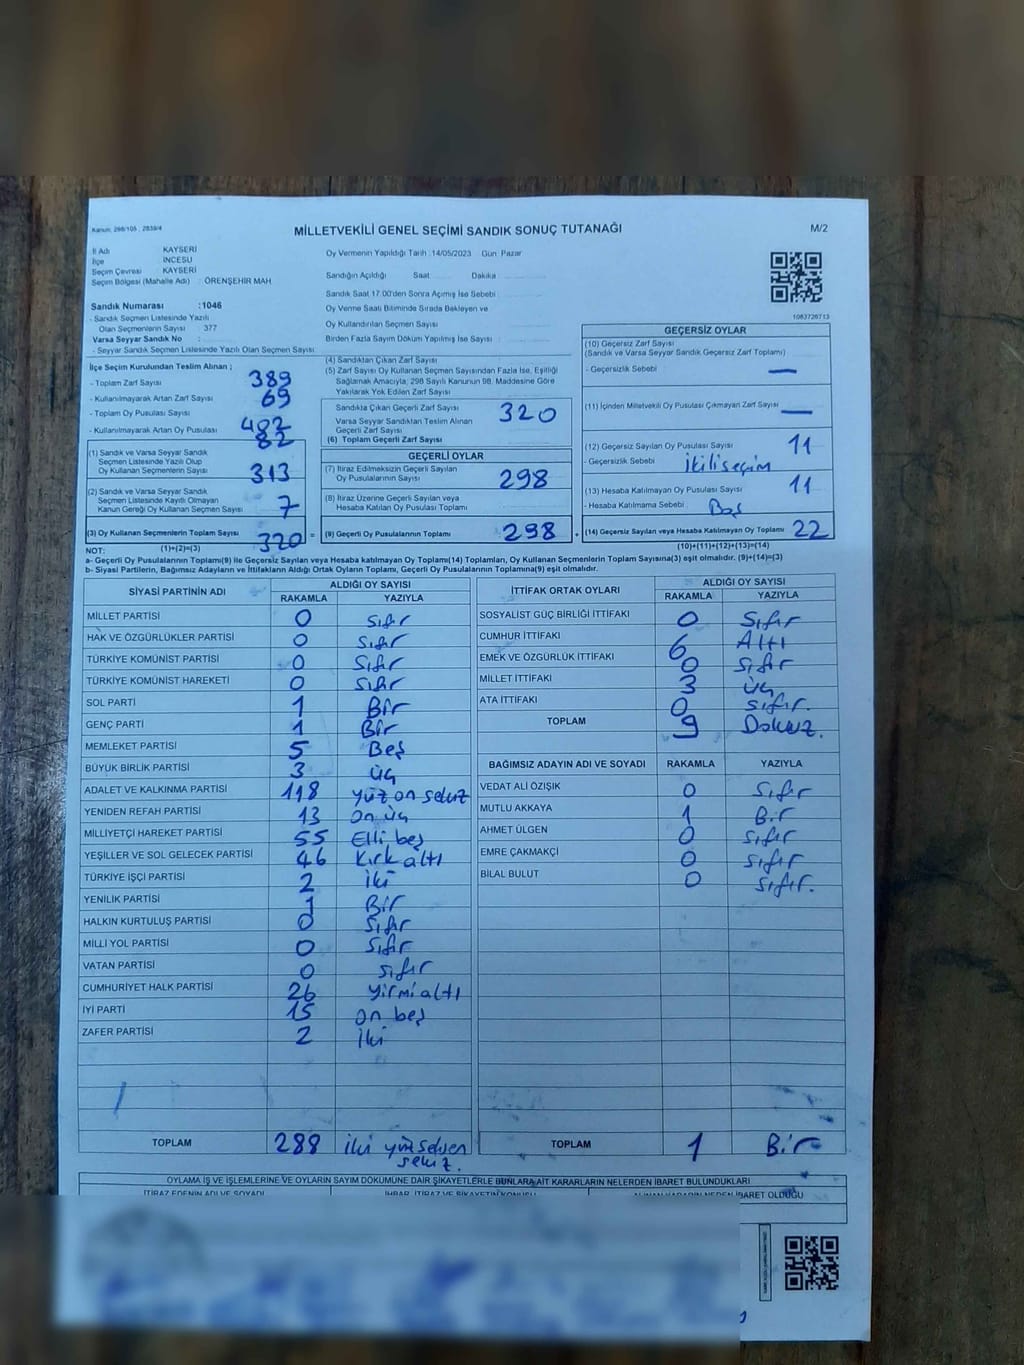 Kanun: 298/105 ; 2839/4
MİLLETVEKİLİ GENEL SEÇİMİ SANDIK SONUÇ TUTANAĞI
M/2
İl Adı KAYSERİ
İlçe İNCESU
Seçim Çevresi KAYSERİ
Seçim Bölgesi (Mahalle Adı) : ÖRENŞEHİR MAH
Sandık Numarası :1046
- Sandık Seçmen Listesinde Yazılı
Olan Seçmenlerin Sayısı : 377
Varsa Seyyar Sandık No :
- Seyyar Sandık Seçmen Listesinde Yazılı Olan Seçmen Sayısı
Oy Vermenin Yapıldığı Tarih :14/05/2023 Gün: Pazar
Sandığın Açıldığı Saat Dakika
Sandık Saat 17:00'den Sonra Açılmış İse Sebebi
Oy Verme Saati Bitiminde Sırada Bekleyen ve
Oy Kullandırılan Seçmen Sayısı
Birden Fazla Sayım Döküm Yapılmış İse Sayısı :
1083726713
İlçe Seçim Kurulundan Teslim Alınan ;
- Toplam Zarf Sayısı 389
- Kullanılmayarak Artan Zarf Sayısı 69
- Toplam Oy Pusulası Sayısı 402
- Kullanılmayarak Artan Oy Pusulası 82
(1) Sandık ve Varsa Seyyar Sandık
Seçmen Listesinde Yazılı Olup
Oy Kullanan Seçmenlerin Sayısı 313
(2) Sandık ve Varsa Seyyar Sandık
Seçmen Listesinde Kayıtlı Olmayan
Kanun Gereği Oy Kullanan Seçmen Sayısı 7
(3) Oy Kullanan Seçmenlerin Toplam Sayısı 320 =
(1)+(2)=(3)
(4) Sandıktan Çıkan Zarf Sayısı
(5) Zarf Sayısı Oy Kullanan Seçmen Sayısından Fazla İse, Eşitliği
Sağlamak Amacıyla, 298 Sayılı Kanunun 98. Maddesine Göre
Yakılarak Yok Edilen Zarf Sayısı
Sandıkta Çıkan Geçerli Zarf Sayısı 320
Varsa Seyyar Sandıktan Teslim Alınan
Geçerli Zarf Sayısı
(6) Toplam Geçerli Zarf Sayısı
GEÇERLİ OYLAR
(7) İtiraz Edilmeksizin Geçerli Sayılan
Oy Pusulalarının Sayısı 298
(8) İtiraz Üzerine Geçerli Sayılan veya
Hesaba Katılan Oy Pusulası Toplamı
(9) Geçerli Oy Pusulalarının Toplamı 298 +
GEÇERSİZ OYLAR
(10) Geçersiz Zarf Sayısı
(Sandık ve Varsa Seyyar Sandık Geçersiz Zarf Toplamı)
- Geçersizlik Sebebi —
(11) İçinden Milletvekili Oy Pusulası Çıkmayan Zarf Sayısı —
(12) Geçersiz Sayılan Oy Pusulası Sayısı 11
- Geçersizlik Sebebi İkiliseçim
(13) Hesaba Katılmayan Oy Pusulası Sayısı 11
- Hesaba Katılmama Sebebi Boş
(14) Geçersiz Sayılan veya Hesaba Katılmayan Oy Toplamı 22
(10)+(11)+(12)+(13)=(14)
NOT:
a- Geçerli Oy Pusulalarının Toplamı(9) ile Geçersiz Sayılan veya Hesaba katılmayan Oy Toplamı(14) Toplamları, Oy Kullanan Seçmenlerin Toplam Sayısına(3) eşit olmalıdır. (9)+(14)=(3)
b- Siyasi Partilerin, Bağımsız Adayların ve İttifakların Aldığı Ortak Oyların Toplamı, Geçerli Oy Pusulalarının Toplamına(9) eşit olmalıdır.
SİYASİ PARTİNİN ADI ALDIĞI OY SAYISI
RAKAMLA YAZIYLA
MİLLET PARTİSİ 0 Sıfır
HAK VE ÖZGÜRLÜKLER PARTİSİ 0 Sıfır
TÜRKİYE KOMÜNİST PARTİSİ 0 Sıfır
TÜRKİYE KOMÜNİST HAREKETİ 0 Sıfır
SOL PARTİ 1 Bir
GENÇ PARTİ 1 Bir
MEMLEKET PARTİSİ 5 Beş
BÜYÜK BİRLİK PARTİSİ 3 üç
ADALET VE KALKINMA PARTİSİ 118 yüz on sekiz
YENİDEN REFAH PARTİSİ 13 On üç
MİLLİYETÇİ HAREKET PARTİSİ 55 Elli beş
YEŞİLLER VE SOL GELECEK PARTİSİ 46 Kırk altı
TÜRKİYE İŞÇİ PARTİSİ 2 İki
YENİLİK PARTİSİ 1 Bir
HALKIN KURTULUŞ PARTİSİ 0 Sıfır
MİLLİ YOL PARTİSİ 0 Sıfır
VATAN PARTİSİ 0 Sıfır
CUMHURİYET HALK PARTİSİ 26 yirmi altı
İYİ PARTİ 15 on beş
ZAFER PARTİSİ 2 İki
TOPLAM 288 iki yüz seksen
sekiz.
İTTİFAK ORTAK OYLARI ALDIĞI OY SAYISI
RAKAMLA YAZIYLA
SOSYALİST GÜÇ BİRLİĞİ İTTİFAKI 0 Sıfır
CUMHUR İTTİFAKI 6 Altı
EMEK VE ÖZGÜRLÜK İTTİFAKI 0 Sıfır
MİLLET İTTİFAKI 3 üç
ATA İTTİFAKI 0 sıfır.
TOPLAM 9 Dokuz.
BAĞIMSIZ ADAYIN ADI VE SOYADI RAKAMLA YAZIYLA
VEDAT ALİ ÖZIŞIK 0 Sıfır
MUTLU AKKAYA 1 Bir
AHMET ÜLGEN 0 Sıfır
EMRE ÇAKMAKÇİ 0 Sıfır
BİLAL BULUT 0 sıfır.
TOPLAM 1 Bir
OYLAMA İŞ VE İŞLEMLERİNE VE OYLARIN SAYIM DÖKÜMÜNE DAİR ŞİKAYETLERLE BUNLARA AİT KARARLARIN NELERDEN İBARET BULUNDUKLARI
İTİRAZ EDENİN ADI VE SOYADI İHBAR, İTİRAZ VE ŞİKAYETİN KONUSU ALINAN KARARIN NEDEN İBARET OLDUĞU